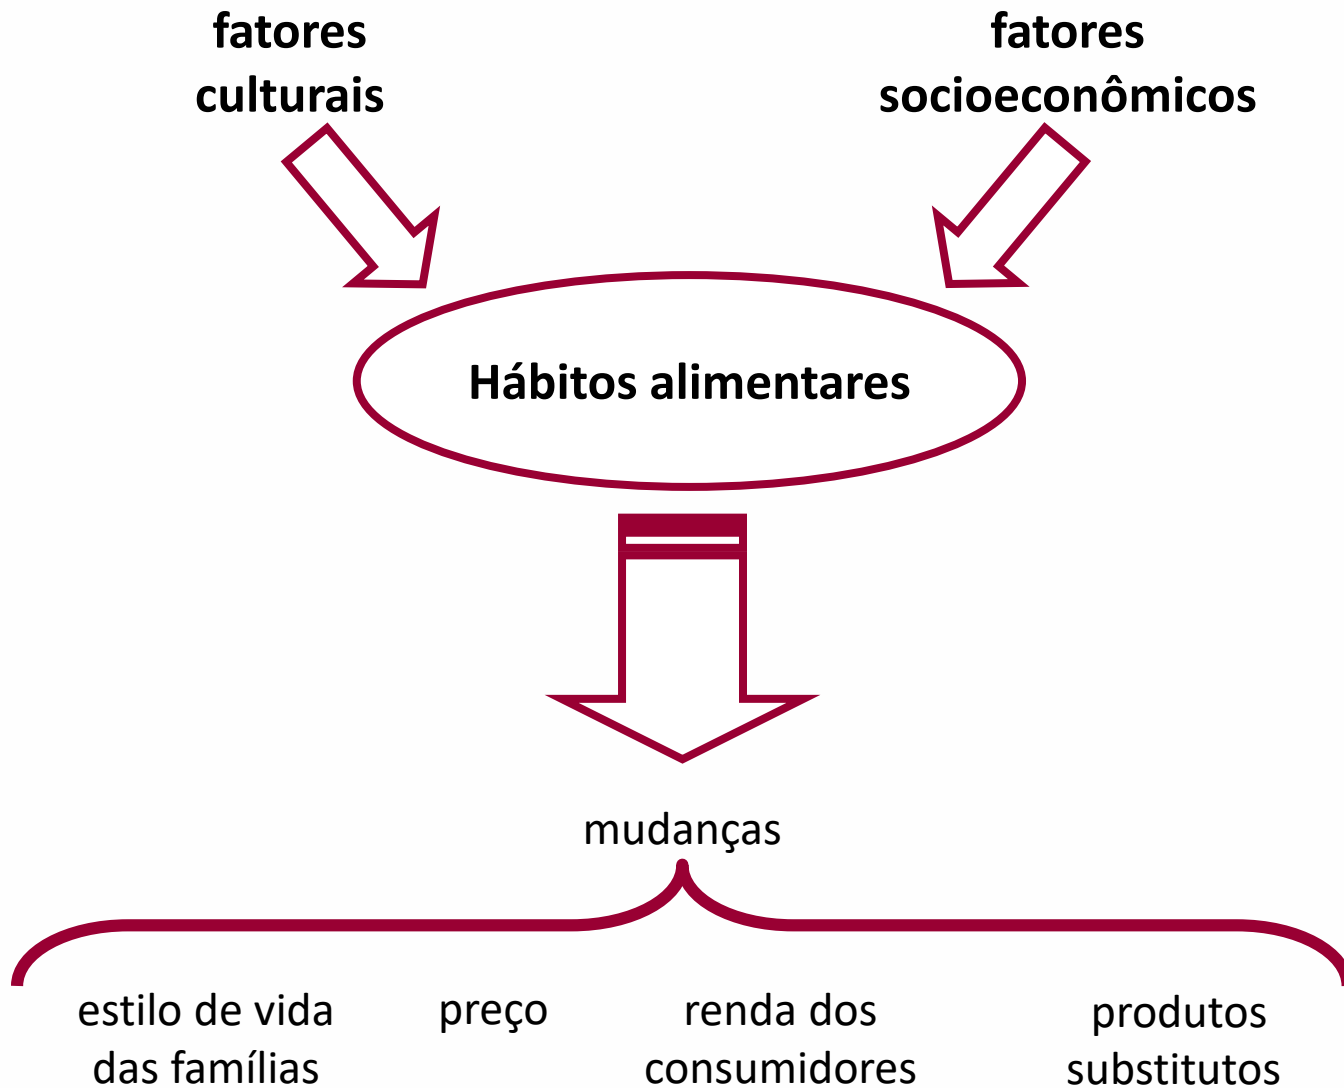 fatores
culturais
fatores
socioeconômicos
Hábitos alimentares
mudanças
estilo de vida
das famílias
preço
renda dos
consumidores
produtos
substitutos